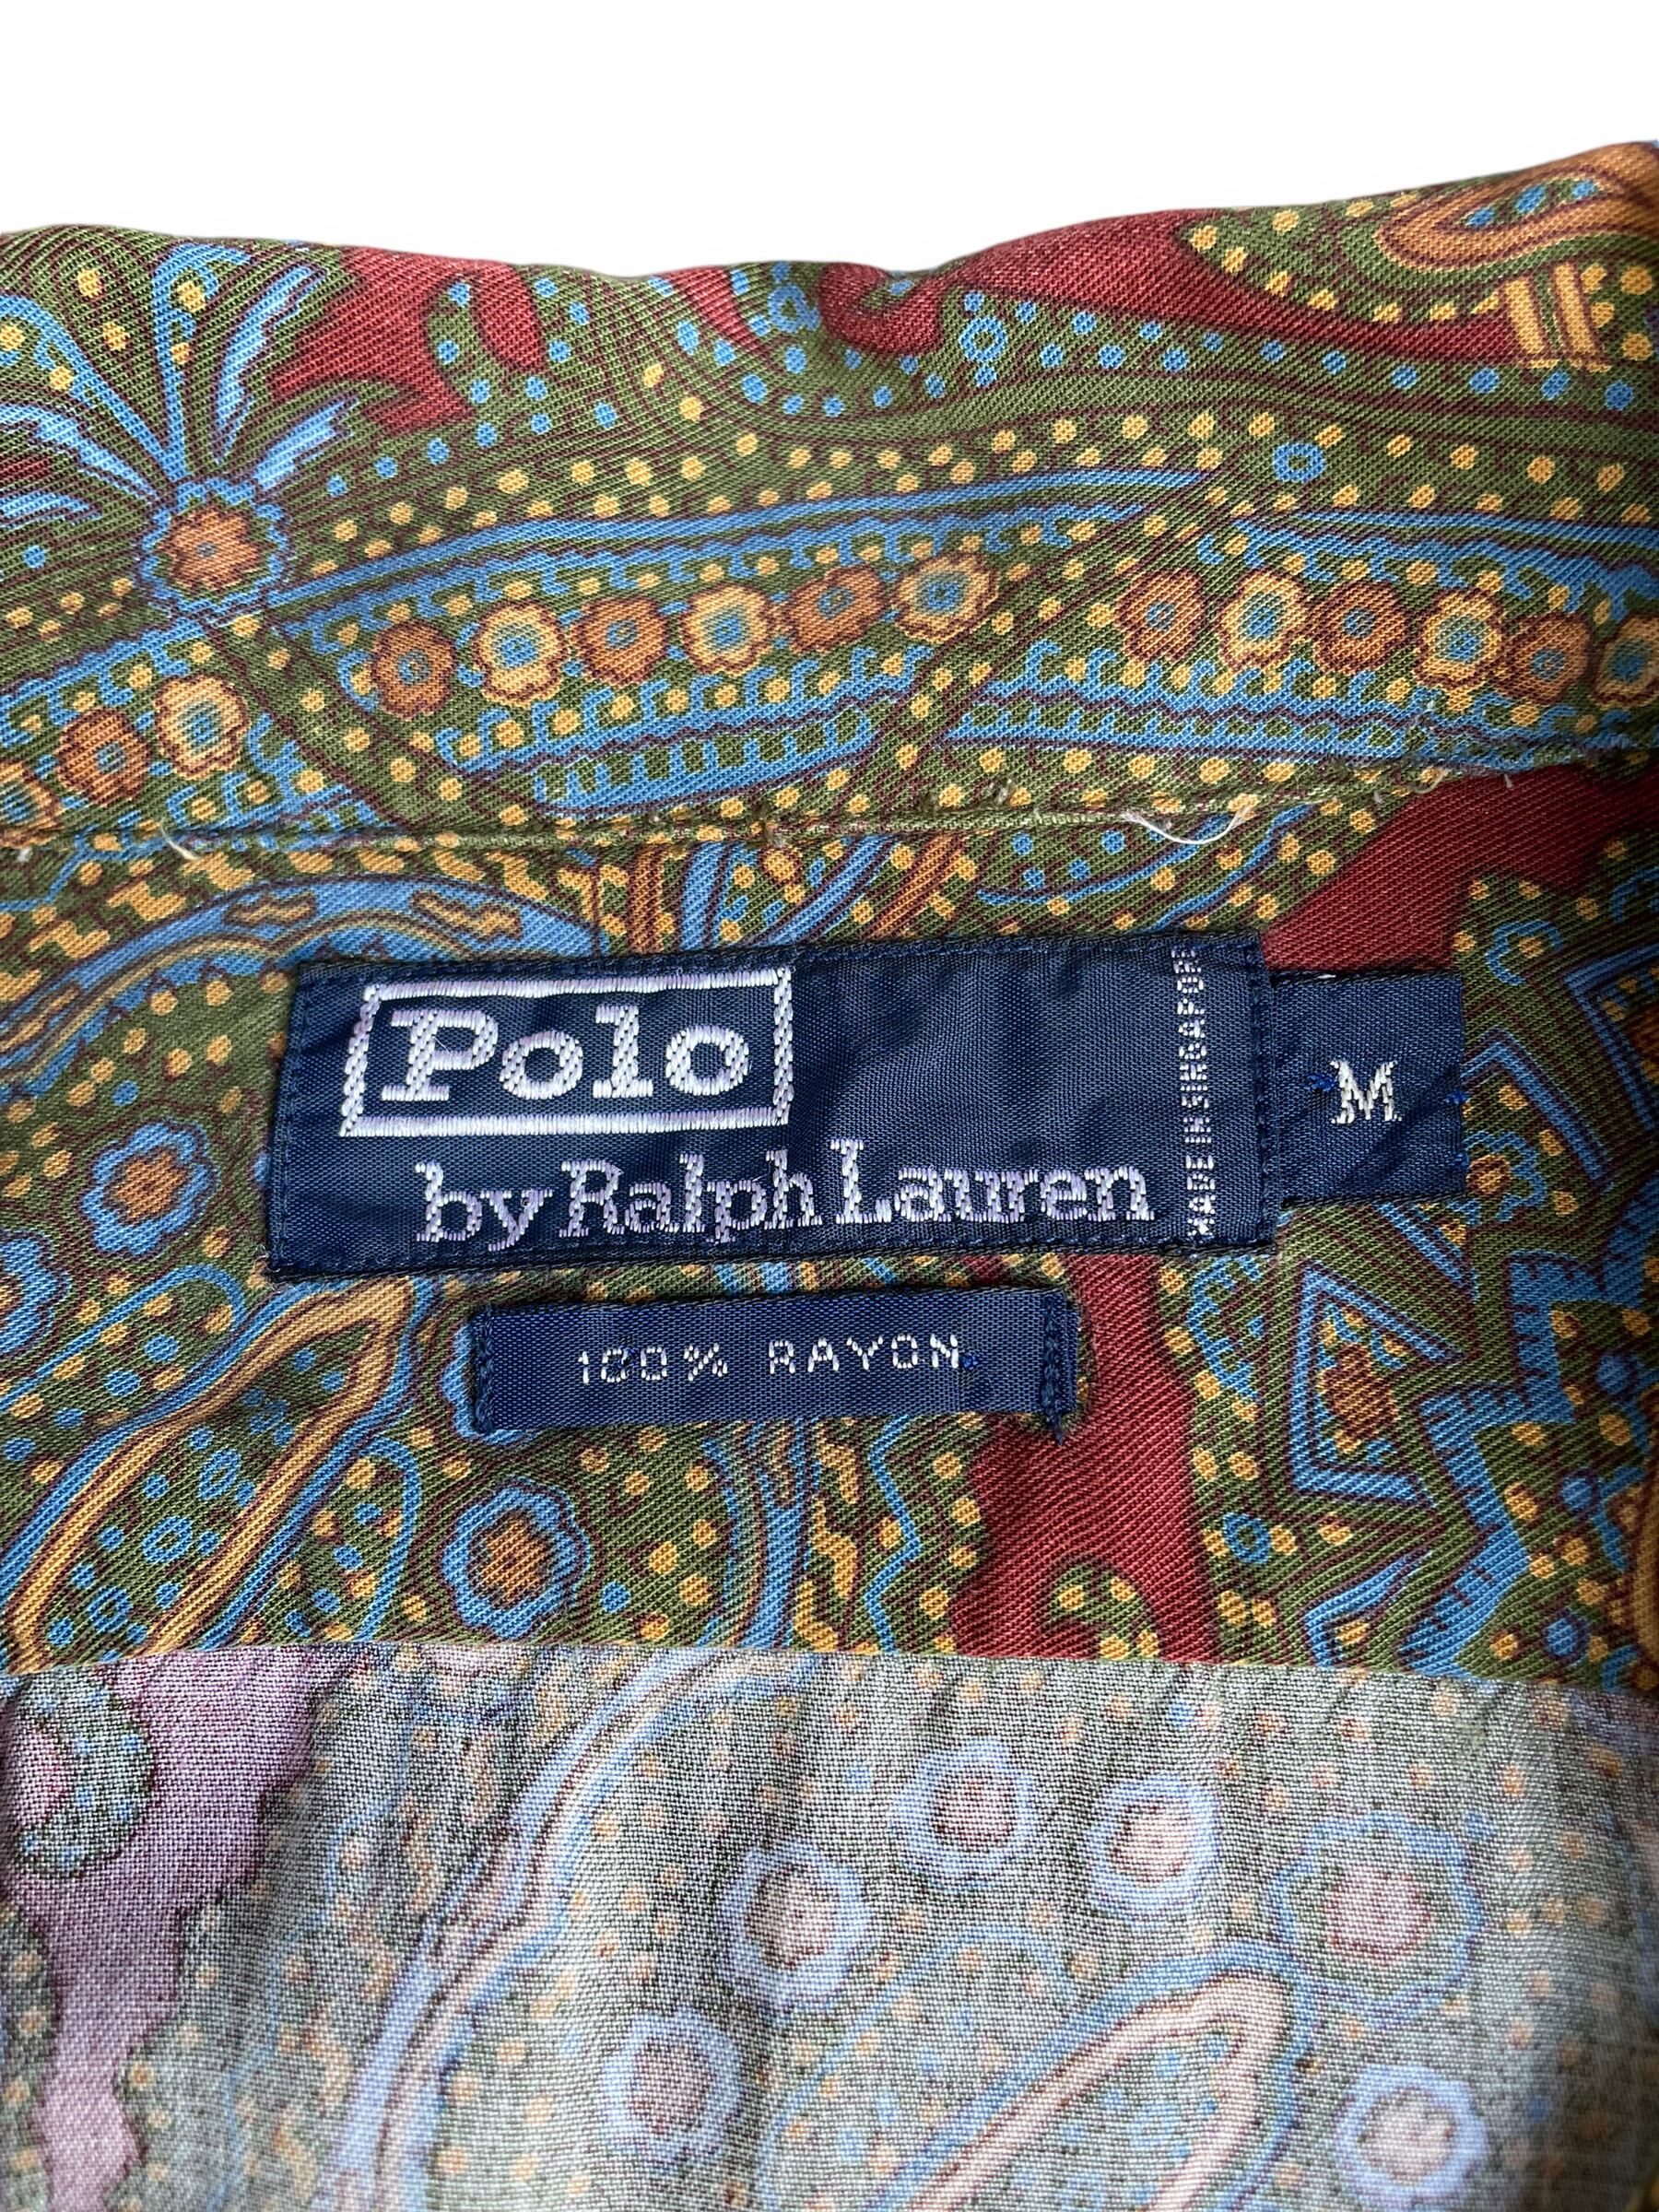 Polo
by Ralph Lauren
MADE IN SINGAPORE
M
100% RAYON